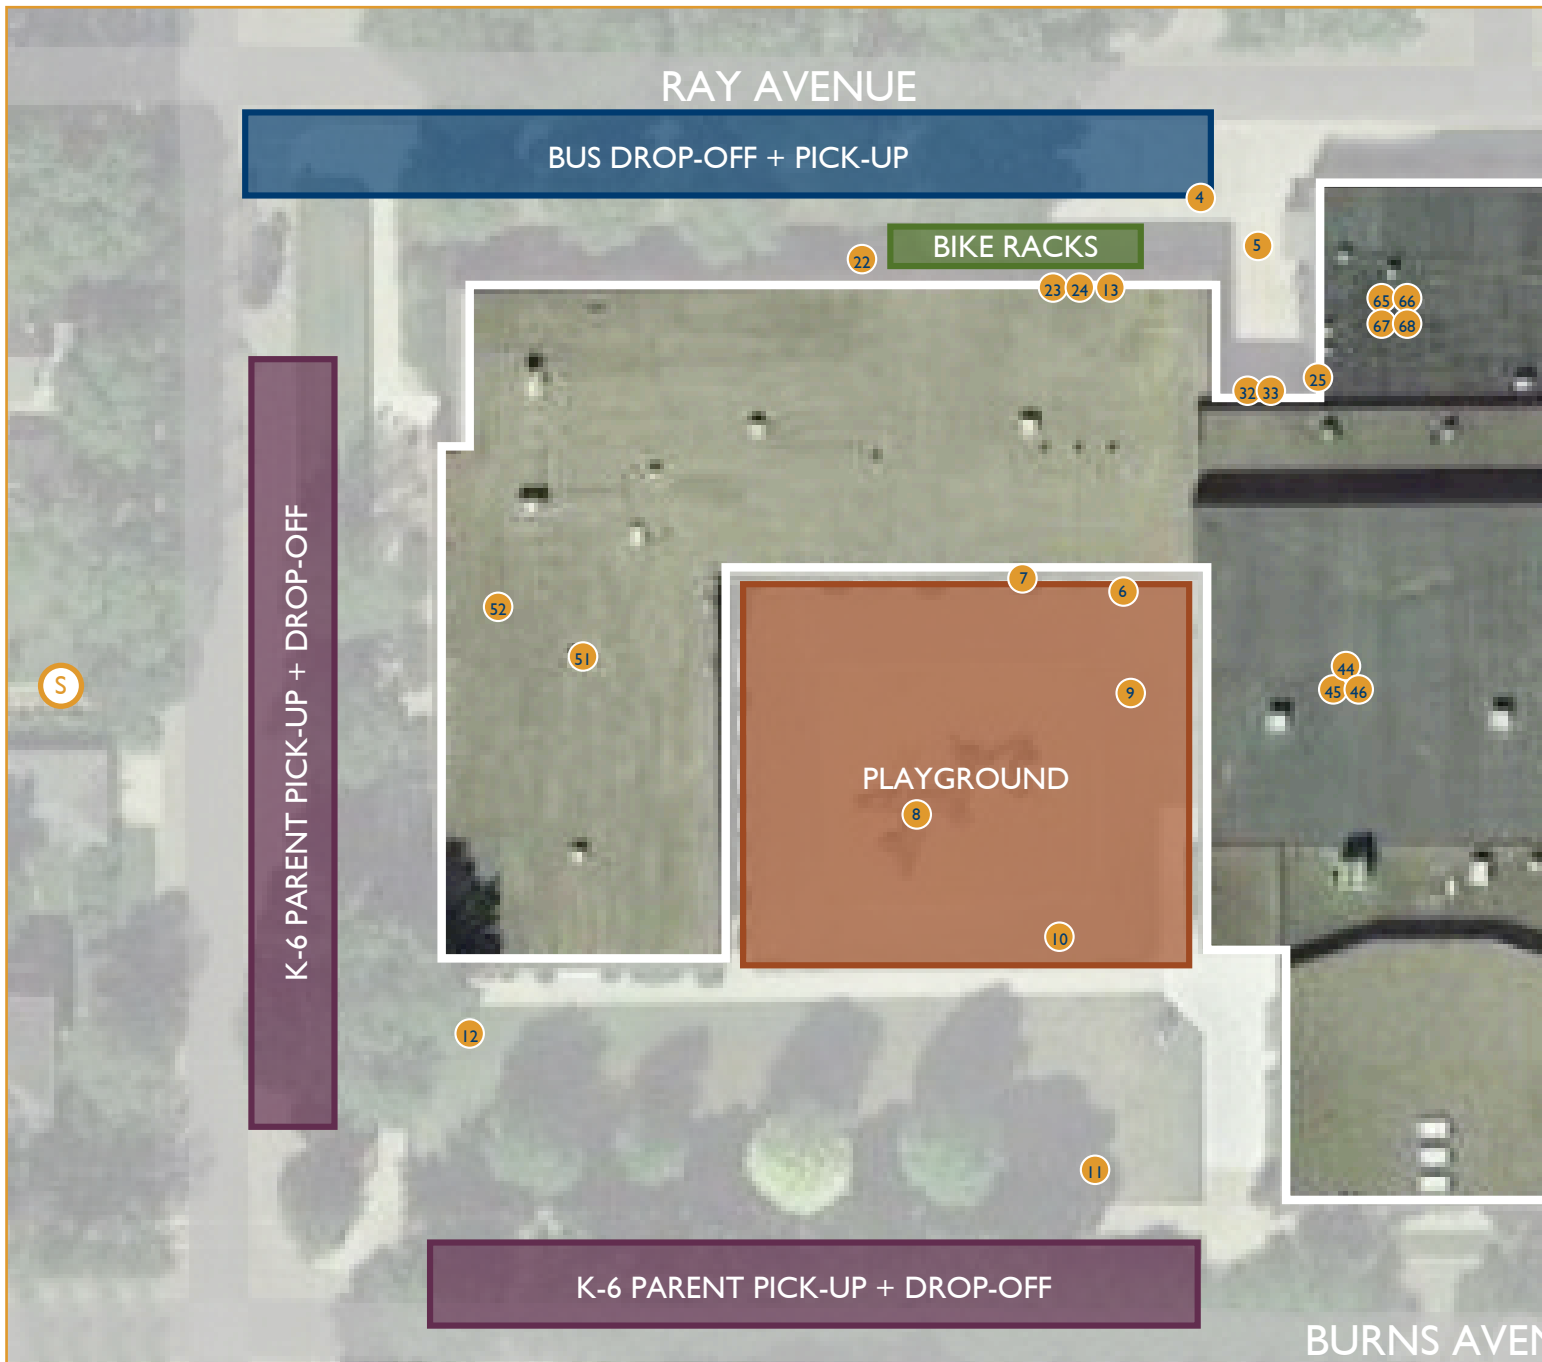 RAY AVENUE
BUS DROP-OFF + PICK-UP
4
5
BIKE RACKS
22
23 24 13
65 66
67 68
25
32 33
K-6 PARENT PICK-UP + DROP-OFF
7
6
52
51
44
45 46
S
9
PLAYGROUND
8
10
12
11
K-6 PARENT PICK-UP + DROP-OFF
BURNS AVEN